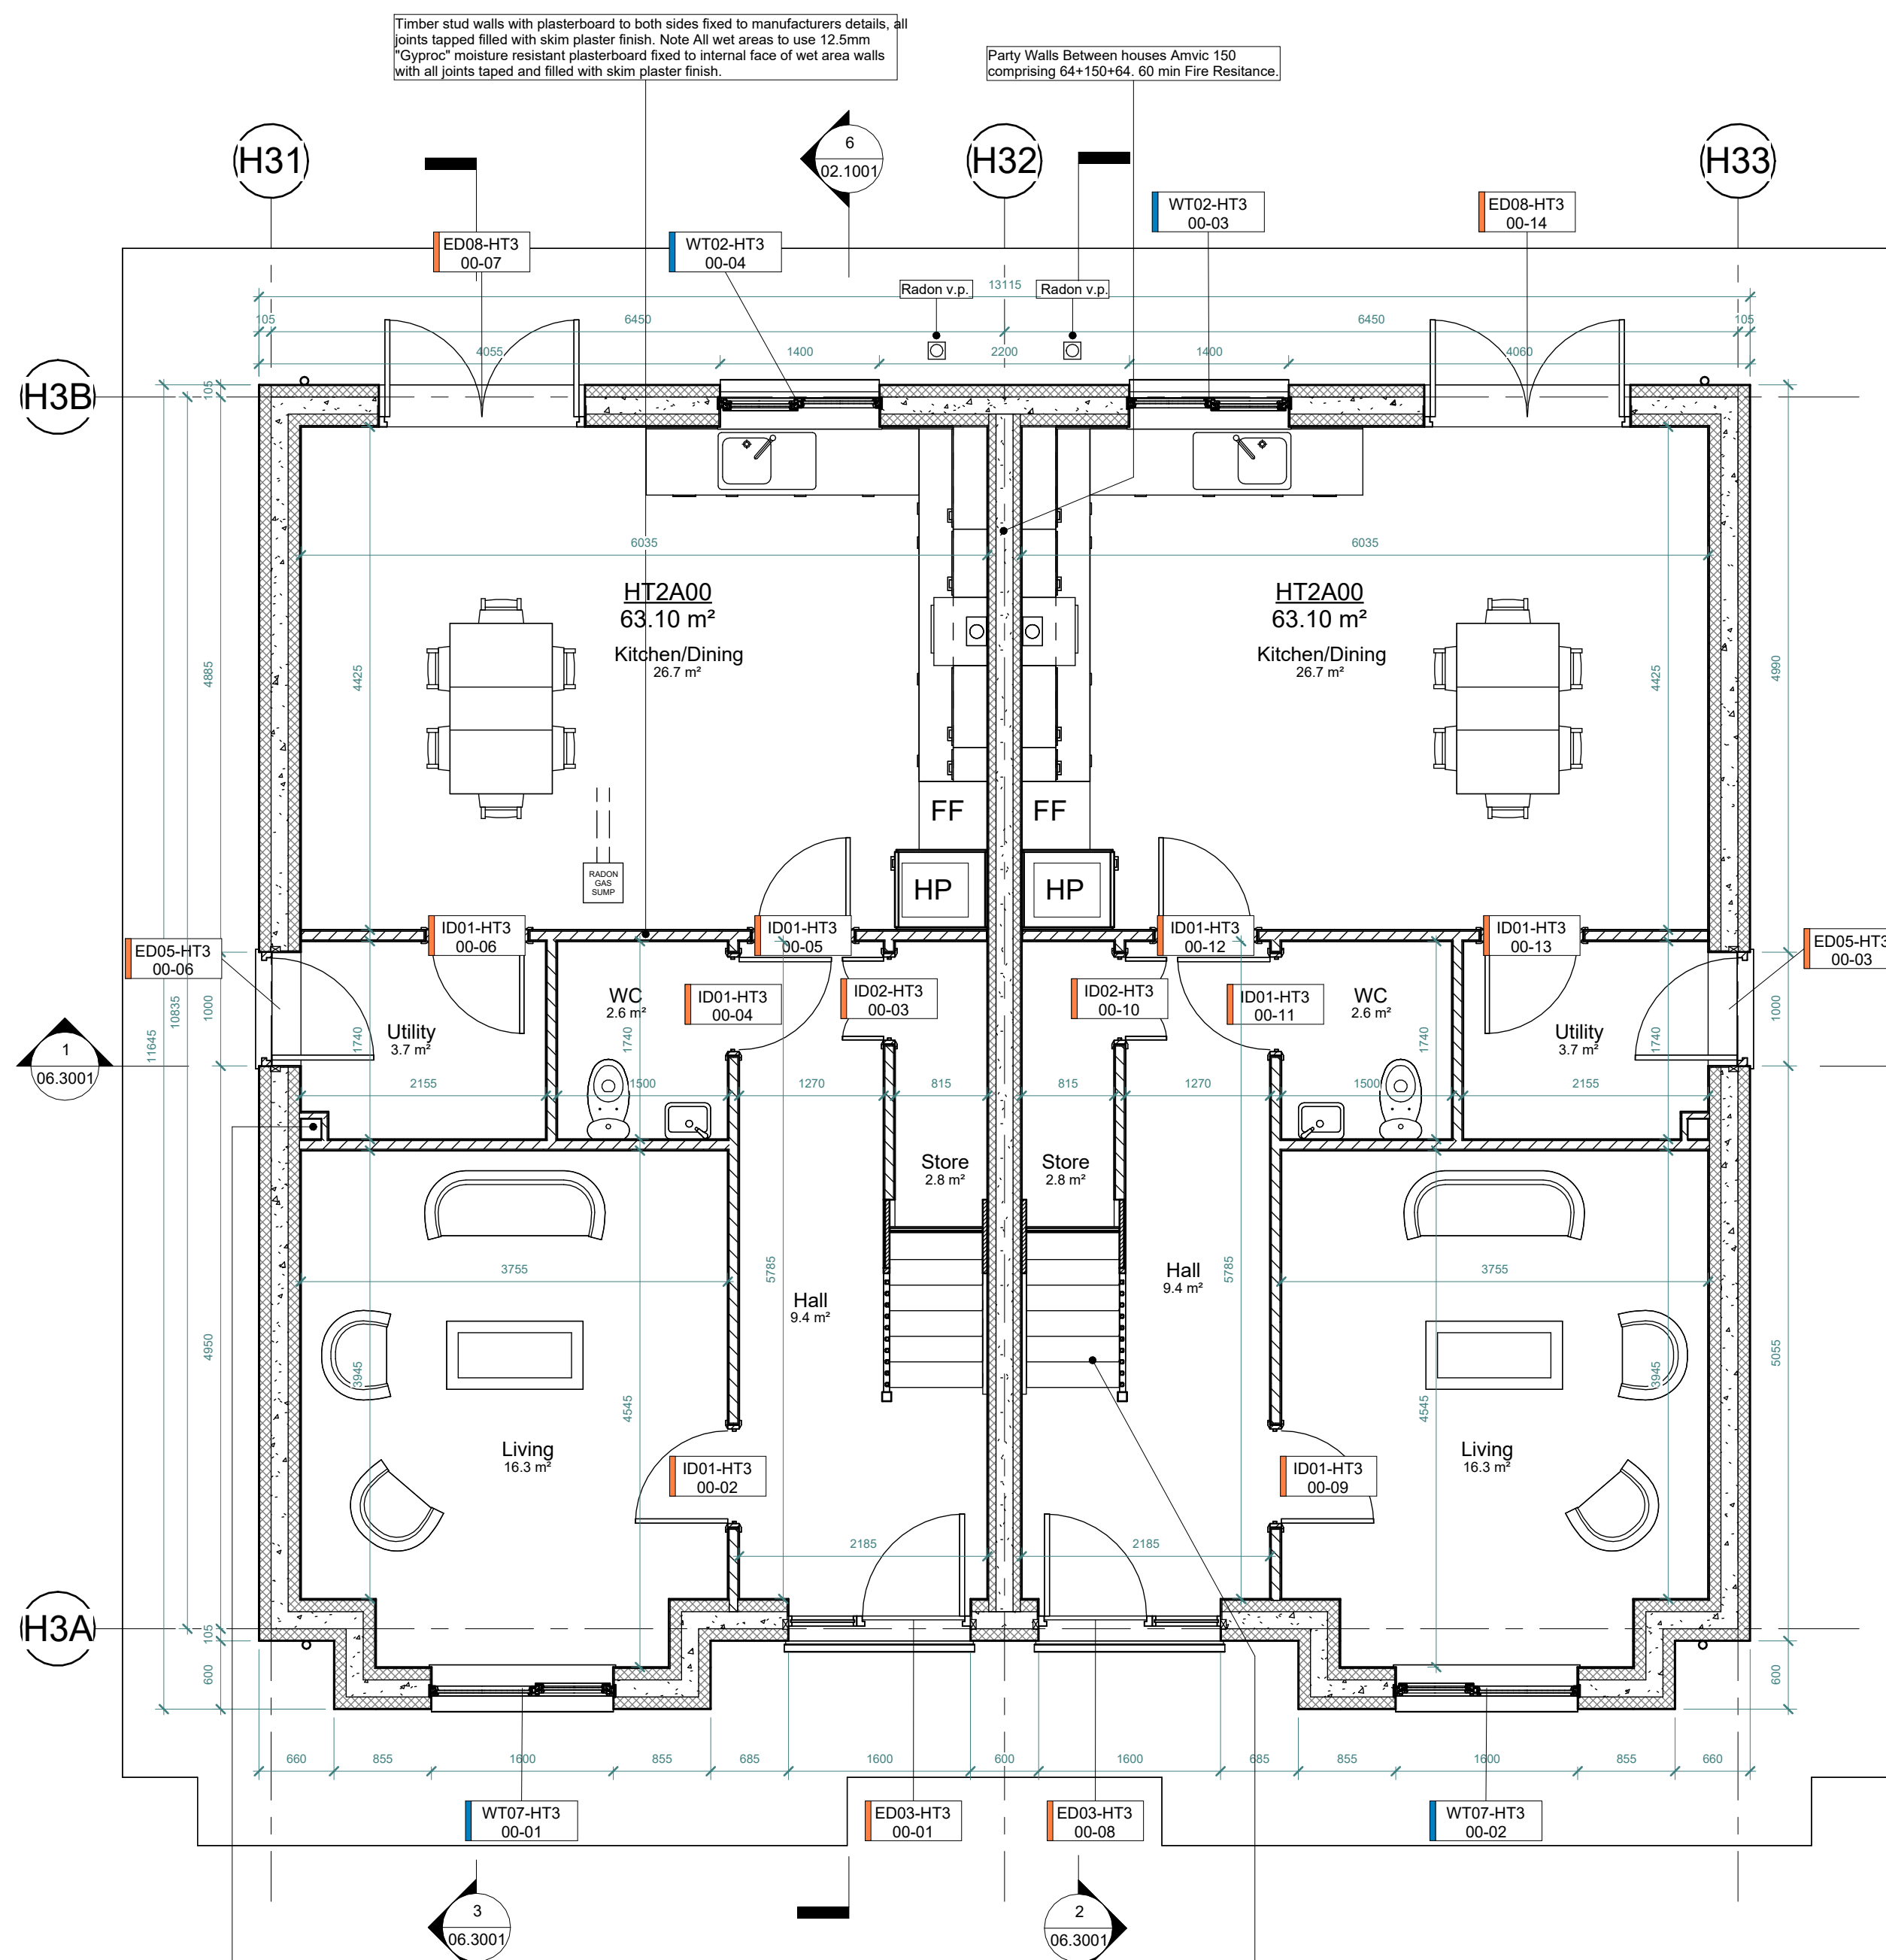 Timber stud walls with plasterboard to both sides fixed to manufacturers details, all
joints tapped filled with skim plaster finish. Note All wet areas to use 12.5mm
"Gyproc" moisture resistant plasterboard fixed to internal face of wet area walls
with all joints taped and filled with skim plaster finish.
Party Walls Between houses Amvic 150
comprising 64+150+64. 60 min Fire Resitance.
H31
6
02.1001
H32
H33
ED08-HT3
00-07
WT02-HT3
00-04
WT02-HT3
00-03
ED08-HT3
00-14
Radon v.p.
Radon v.p.
13115
105
6450
6450
105
4055
1400
2200
1400
4060
H3B
105
6035
6035
HT2A00
63.10 m²
Kitchen/Dining
26.7 m²
HT2A00
63.10 m²
Kitchen/Dining
26.7 m²
4885
4425
4425
4990
FF
FF
RADON
GAS
SUMP
HP
HP
ED05-HT3
00-06
ID01-HT3
00-06
ID01-HT3
00-05
ID01-HT3
00-12
ID01-HT3
00-13
ED05-HT3
00-03
11645
10835
1000
1000
WC
2.6 m²
ID01-HT3
00-04
ID02-HT3
00-03
ID02-HT3
00-10
ID01-HT3
00-11
WC
2.6 m²
Utility
3.7 m²
Utility
3.7 m²
1740
1740
1740
1740
1
06.3001
2155
1500
1270
815
815
1270
1500
2155
Store
2.8 m²
Store
2.8 m²
3755
3755
5785
5785
Hall
9.4 m²
Hall
9.4 m²
4950
3945
4545
4545
3945
5055
Living
16.3 m²
Living
16.3 m²
ID01-HT3
00-02
ID01-HT3
00-09
2185
2185
H3A
105
600
600
660
855
1600
855
685
1600
600
1600
685
855
1600
855
660
WT07-HT3
00-01
ED03-HT3
00-01
ED03-HT3
00-08
WT07-HT3
00-02
3
06.3001
2
06.3001